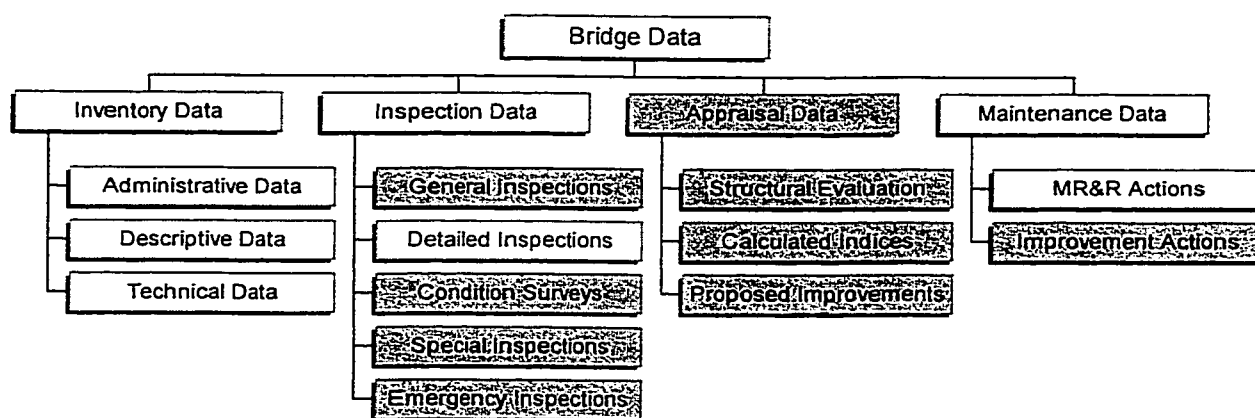 Bridge Data
Inventory Data
Inspection Data
Appraisal Data
Maintenance Data
Administrative Data
Descriptive Data
Technical Data
General Inspections
Detailed Inspections
Condition Surveys
Special Inspections
Emergency Inspections
Structural Evaluation
Calculated Indices
Proposed Improvements
MR&R Actions
Improvement Actions